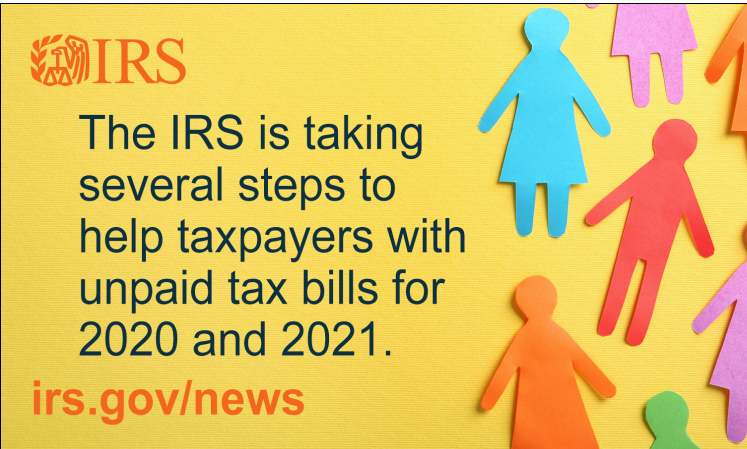 IRS
The IRS is taking
several steps to
help taxpayers with
unpaid tax bills for
2020 and 2021.
irs.gov/news